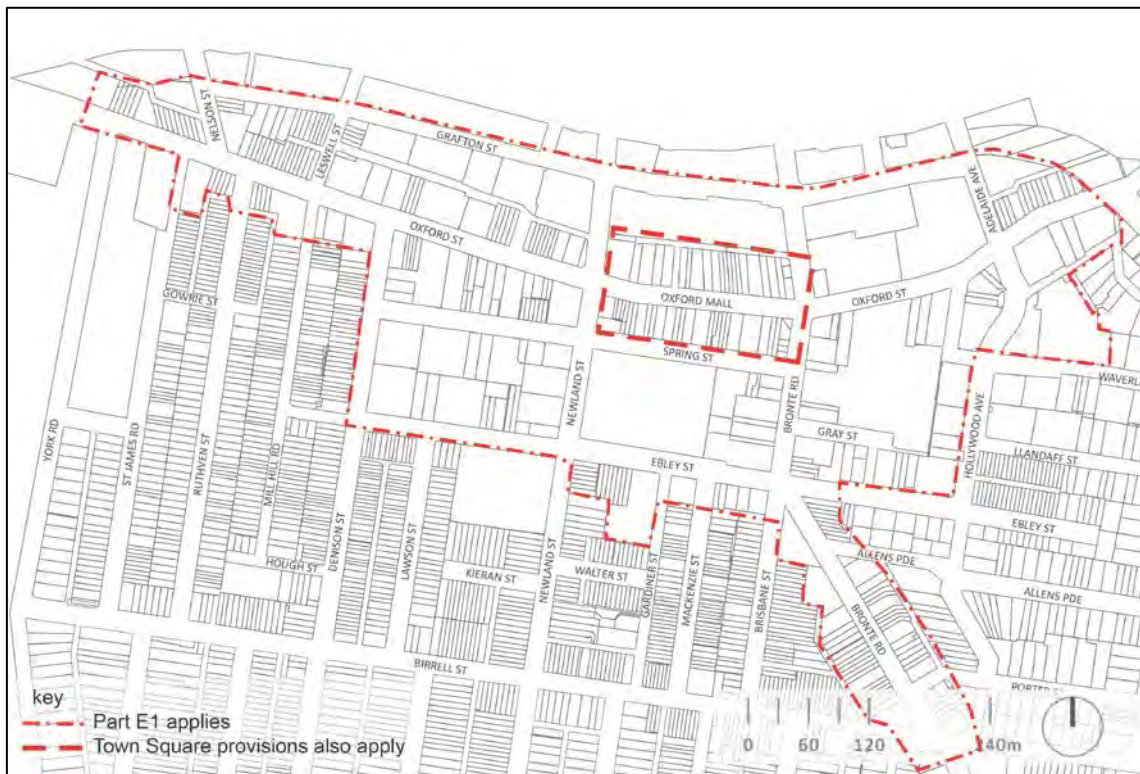 NELSON ST
LESWELL ST
GRAFTON ST
ADELAIDE AVE
OXFORD ST
OXFORD MALL
OXFORD ST
GOWRIE ST
SPRING ST
NEWLAND ST
BRONTE RD
WAVERL
HOLLYWOOD AVE
GRAY ST
LLANDAFF ST
YORK RD
ST JAMES RD
RUTHVEN ST
MILL HILL RD
EBLEY ST
EBLEY ST
DENISON ST
LAWSON ST
HOUGH ST
KIERAN ST
NEWLAND ST
WALTER ST
GARDINER ST
MACKENZIE ST
BRISBANE ST
ALLENS PDE
ALLENS PDE
BRONTE RD
BIRRELL ST
key
Part E1 applies
Town Square provisions also apply
0 60 120 240m